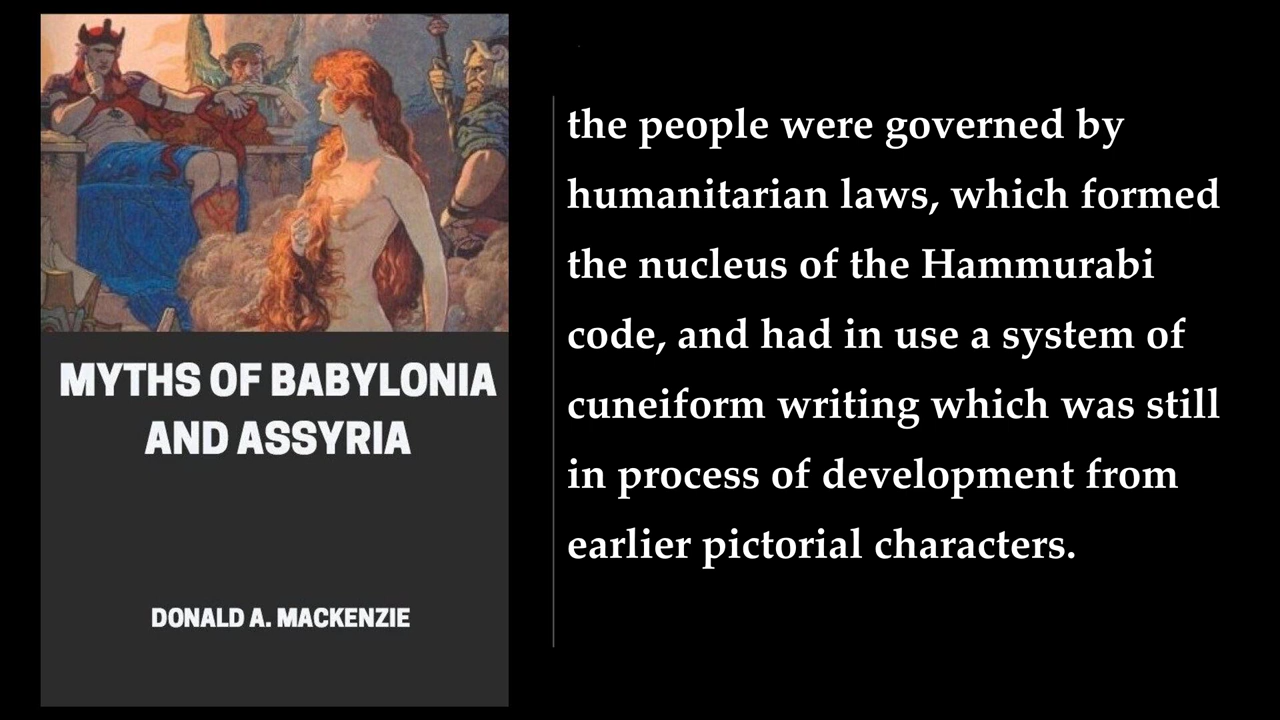 MYTHS OF BABYLONIA
AND ASSYRIA
DONALD A. MACKENZIE
the people were governed by
humanitarian laws, which formed
the nucleus of the Hammurabi
code, and had in use a system of
cuneiform writing which was still
in process of development from
earlier pictorial characters.